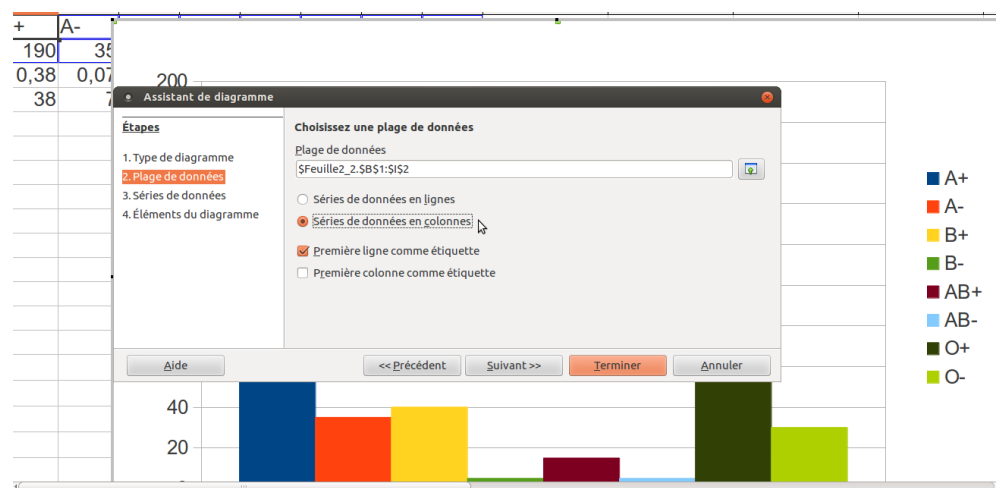 + A-
190 35
0,38 0,07
38 7
200
Assistant de diagramme
Étapes
1. Type de diagramme
2. Plage de données
3. Séries de données
4. Éléments du diagramme
Choisissez une plage de données
Plage de données
$Feuille2_2.$B$1:$I$2
Séries de données en lignes
Séries de données en colonnes
Première ligne comme étiquette
Première colonne comme étiquette
Aide
<< Précédent
Suivant >>
Terminer
Annuler
40
20
A+
A-
B+
B-
AB+
AB-
O+
O-